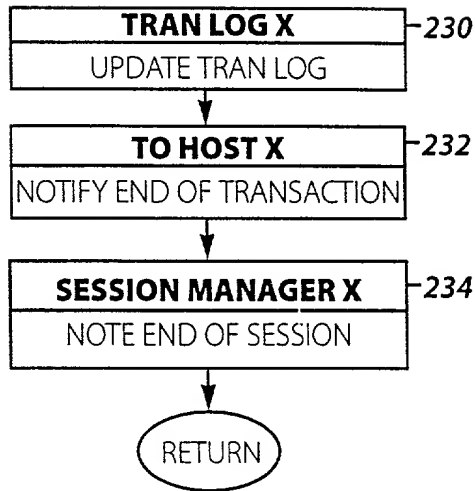 TRAN LOG X
230
UPDATE TRAN LOG
TO HOST X
232
NOTIFY END OF TRANSACTION
SESSION MANAGER X
234
NOTE END OF SESSION
RETURN